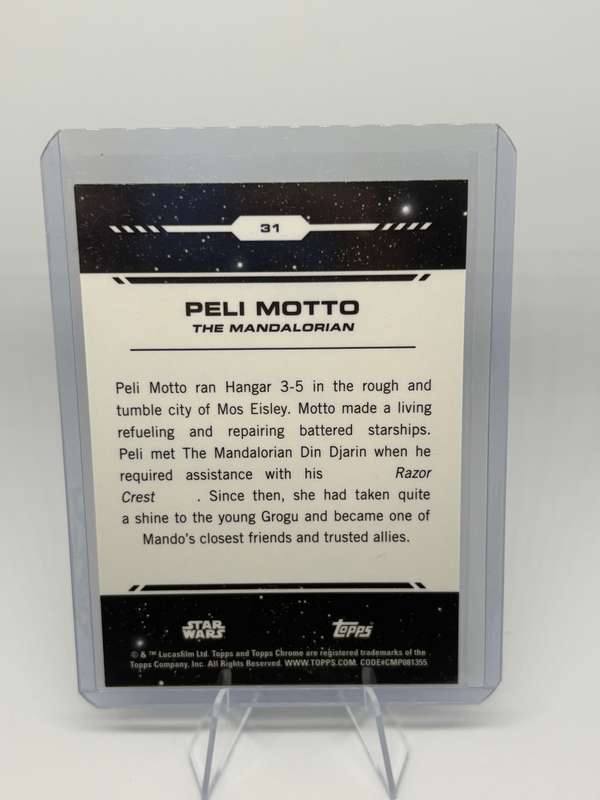 31
PELI MOTTO
THE MANDALORIAN
Peli Motto ran Hangar 3-5 in the rough and
tumble city of Mos Eisley. Motto made a living
refueling and repairing battered starships.
Peli met The Mandalorian Din Djarin when he
required assistance with his Razor
Crest . Since then, she had taken quite
a shine to the young Grogu and became one of
Mando's closest friends and trusted allies.
STAR WARS
Topps
© & ™ Lucasfilm Ltd. Topps and Topps Chrome are registered trademarks of the
Topps Company, Inc. All Rights Reserved. WWW.TOPPS.COM. CODE#CMP081355